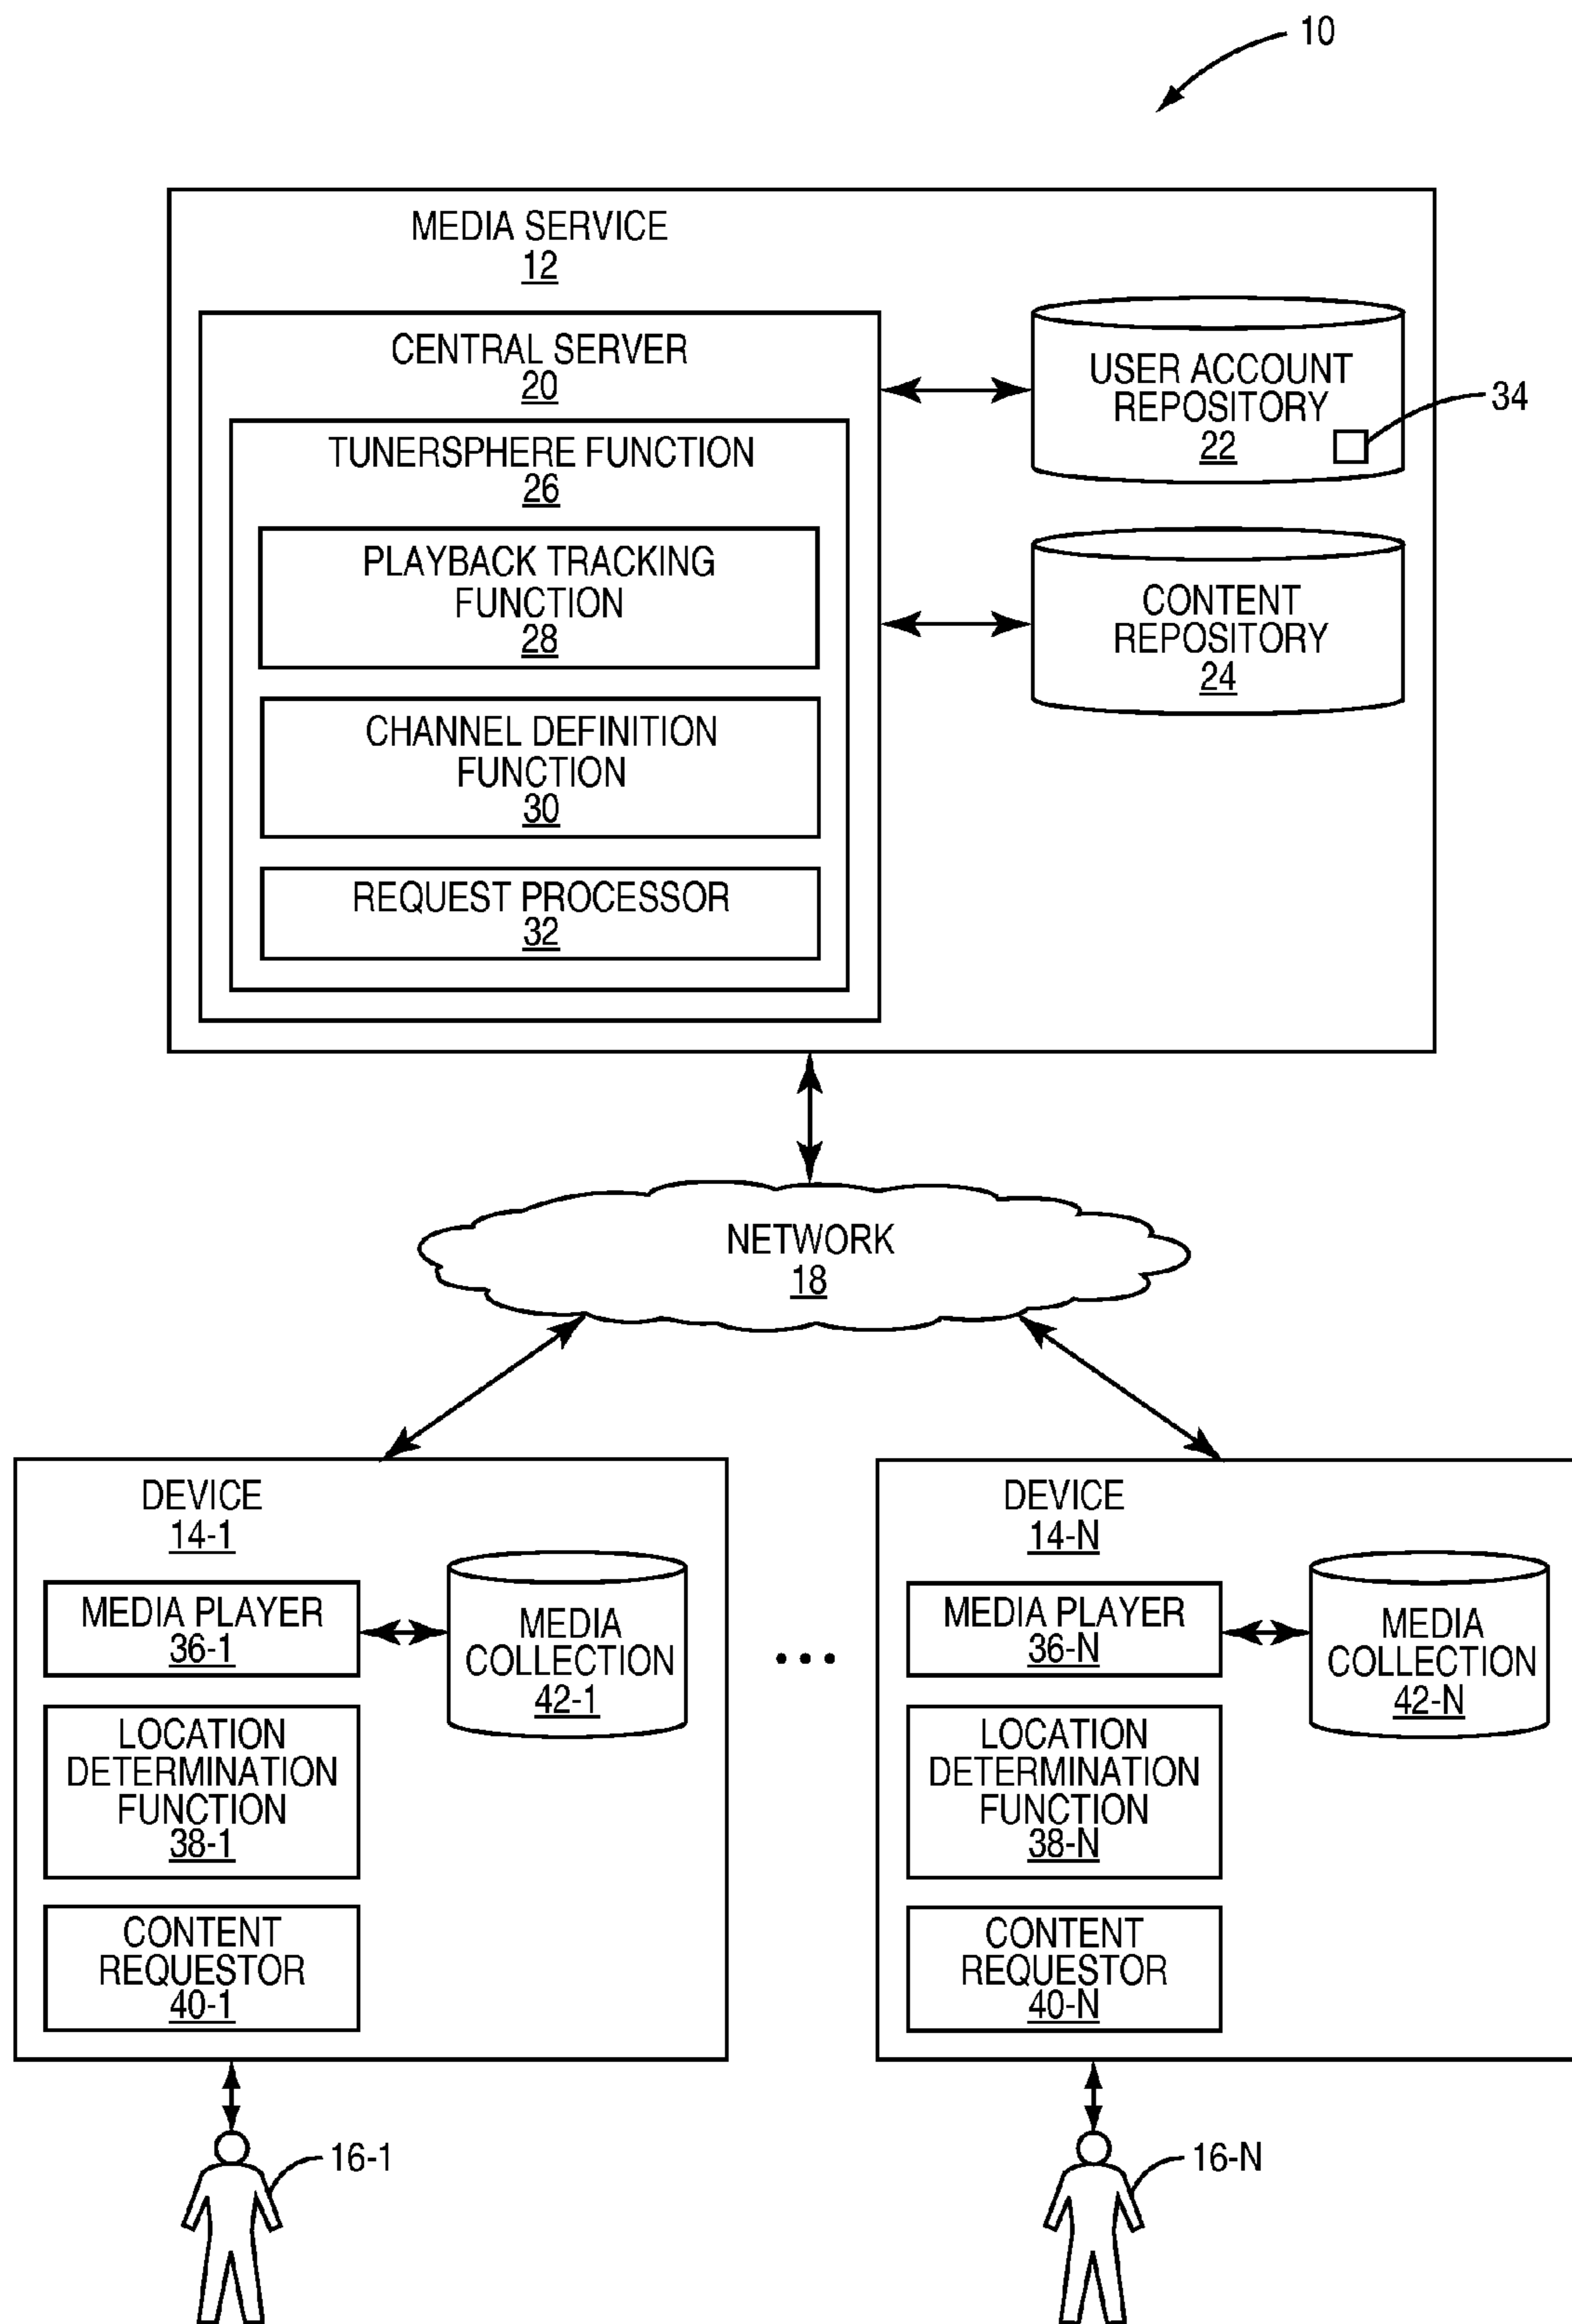 10
MEDIA SERVICE
12
CENTRAL SERVER
20
TUNERSPHERE FUNCTION
26
PLAYBACK TRACKING
FUNCTION
28
CHANNEL DEFINITION
FUNCTION
30
REQUEST PROCESSOR
32
USER ACCOUNT
REPOSITORY
22
34
CONTENT
REPOSITORY
24
NETWORK
18
DEVICE
14-1
MEDIA PLAYER
36-1
MEDIA
COLLECTION
42-1
LOCATION
DETERMINATION
FUNCTION
38-1
CONTENT
REQUESTOR
40-1
16-1
DEVICE
14-N
MEDIA PLAYER
36-N
MEDIA
COLLECTION
42-N
LOCATION
DETERMINATION
FUNCTION
38-N
CONTENT
REQUESTOR
40-N
16-N